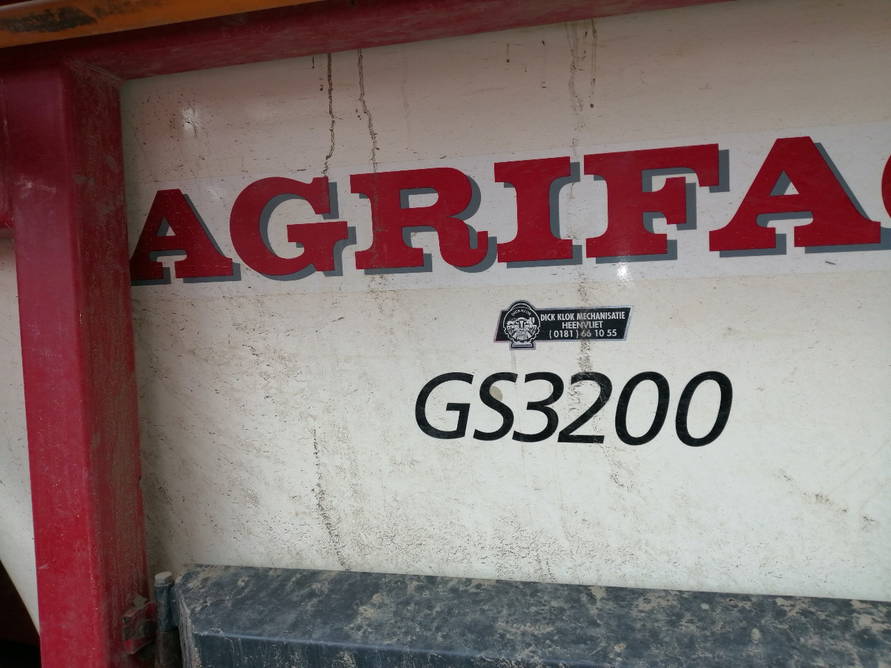 AGRIFAC
DICK KLOK MECHANISATIE
HEENVLIET
(0181) 66 10 55
GS3200